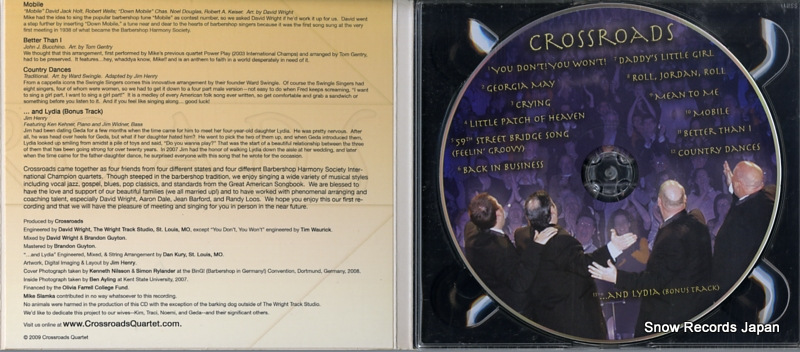 Mobile
"Mobile" David Jack Holt, Robert Wells; "Down Mobile" Chas. Noel Douglas, Robert A. Keiser Arr. by David Wright
Mike had the idea to sing the popular barbershop tune "Mobile" as contest number, so we asked David Wright if he'd work it up for us. David went
a step further by inserting "Down Mobile," a tune near and dear to the hearts of barbershop singers because it was the first song sung at the very
first meeting in 1938 of what became the Barbershop Harmony Society.
Better Than I
John J. Bucchino. Arr. by Tom Gentry
We thought that this arrangement, first performed by Mike's previous quartet Power Play (2003 International Champs) and arranged by Tom Gentry,
had to be preserved. It features...hey, whaddya know, Mike!! and is an anthem to faith in a world desperately in need of it.
Country Dances
Traditional. Arr. by Ward Swingle. Adapted by Jim Henry
From a cappella icons the Swingle Singers comes this innovative arrangement by their founder Ward Swingle. Of course the Swingle Singers had
eight singers, four of whom were women, so we had to get it down to a four part male version--not easy to do when Fred keeps screaming, "I want
to sing a girl part, I want to sing a girl part!" It is a medley of every American folk song ever written, so get comfortable and grab a sandwich or
something before you listen to it. And if you feel like singing along... good luck!
... and Lydia (Bonus Track)
Jim Henry
Featuring Ken Kehner, Piano and Jim Widner, Bass
Jim had been dating Geda for a few months when the time came for him to meet her four-year-old daughter Lydia. He was pretty nervous. After
all, he was head over heels for Geda, but what if her daughter hated him? He went to pick the two of them up, and when Geda introduced them,
Lydia looked up smiling from amidst a pile of toys and said, "Do you wanna play?" That was the start of a beautiful relationship between the three
of them that has been going strong for over twenty years. In 2007 Jim had the honor of walking Lydia down the aisle at her wedding, and later
when the time came for the father-daughter dance, he surprised everyone with this song that he wrote for the occasion.
Crossroads came together as four friends from four different states and four different Barbershop Harmony Society Inter-
national Champion quartets. Though steeped in the barbershop tradition, we enjoy singing a wide variety of musical styles
including vocal jazz, gospel, blues, pop classics, and standards from the Great American Songbook. We are blessed to
have the love and support of our beautiful families (we all married up!) and to have worked with phenomenal arranging and
coaching talent, especially David Wright, Aaron Dale, Jean Barford, and Randy Loos. We hope you enjoy this our first re-
cording and that we will have the pleasure of meeting and singing for you in person in the near future.
Produced by Crossroads
Engineered by David Wright, The Wright Track Studio, St. Louis, MO, except "You Don't, You Won't" engineered by Tim Waurick.
Mixed by David Wright & Brandon Guyton.
Mastered by Brandon Guyton.
"...and Lydia" Engineered, Mixed, & String Arrangement by Dan Kury, St. Louis, MO.
Artwork, Digital Imaging & Layout by Jim Henry.
Cover Photograph taken by Kenneth Nilsson & Simon Rylander at the BinG! (Barbershop in Germany!) Convention, Dortmund, Germany, 2008.
Inside Photograph taken by Ben Ayling at Kent State University, 2007.
Financed by the Olivia Farrell College Fund.
Mike Slamka contributed in no way whatsoever to this recording.
No animals were harmed in the production of this CD with the exception of the barking dog outside of The Wright Track Studio.
We'd like to dedicate this project to our wives--Kim, Traci, Noemi, and Geda--and their significant others.
Visit us online at www.CrossroadsQuartet.com.
© 2009 Crossroads Quartet
CROSSROADS
1 YOU DON'T! YOU WON'T!
2 DADDY'S LITTLE GIRL
3 GEORGIA MAY
7 ROLL, JORDAN, ROLL
CRYING
9 MEAN TO ME
4 LITTLE PATCH OF HEAVEN
10 MOBILE
5 59TH STREET BRIDGE SONG
(FEELIN' GROOVY)
11 BETTER THAN I
6 BACK IN BUSINESS
12 COUNTRY DANCES
13 ...AND LYDIA (BONUS TRACK)
Snow Records Japan